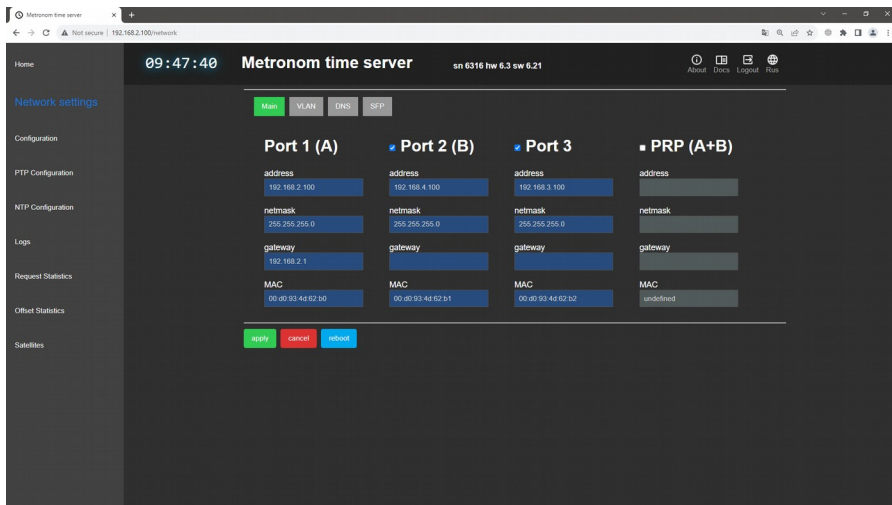 Metronom time server
Not secure | 192.168.2.100/network
Home
09:47:40
Metronom time server
sn 6316 hw 6.3 sw 6.21
About Docs Logout Rus
Network settings
Main VLAN DNS SFP
Configuration
Port 1 (A) Port 2 (B) Port 3 PRP (A+B)
PTP Configuration
address address address address
192.168.2.100 192.168.4.100 192.168.3.100
NTP Configuration
netmask netmask netmask netmask
255.255.255.0 255.255.255.0 255.255.255.0
Logs
gateway gateway gateway gateway
192.168.2.1
Request Statistics
MAC MAC MAC MAC
00:d0:93:4d:62:b0 00:d0:93:4d:62:b1 00:d0:93:4d:62:b2 undefined
Offset Statistics
apply cancel reboot
Satellites